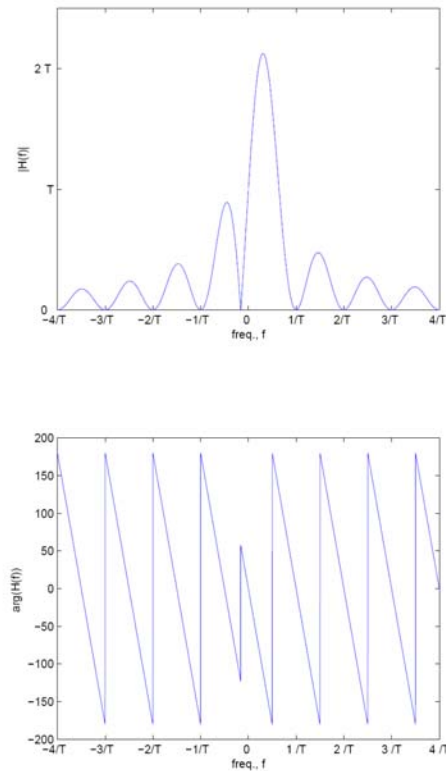 2 T
|H(f)|
T
0
−4/T −3/T −2/T −1/T 0 1/T 2/T 3/T 4/T
freq., f
200
150
100
50
arg(H(f))
0
−50
−100
−150
−200
−4/T −3/T −2/T −1/T 0 1 /T 2 /T 3 /T 4 /T
freq., f